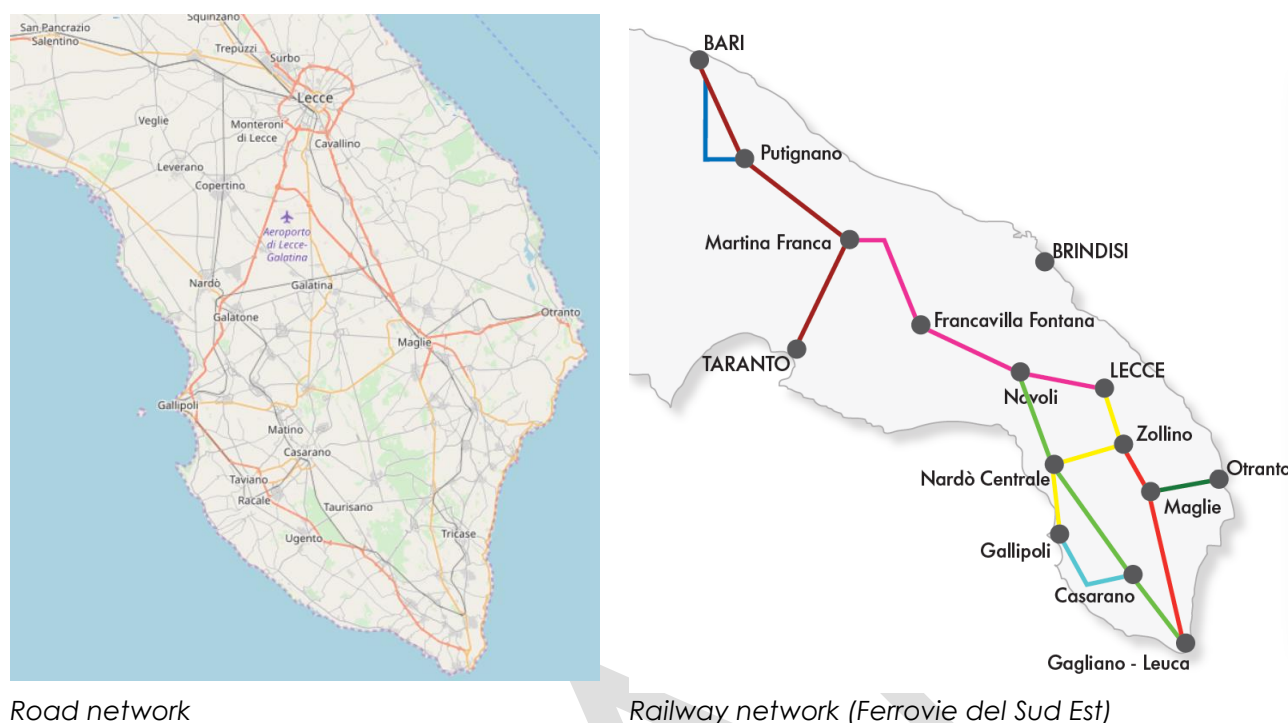 Squinzano
San Pancrazio
Salentino
Trepuzzi
Surbo
Lecce
Veglie
Monteroni
di Lecce
Cavallino
Leverano
Copertino
Aeroporto
di Lecce-
Galatina
Nardò
Galatina
Galatone
Otranto
Maglie
Gallipoli
Matino
Casarano
Taviano
Racale
Taurisano
Ugento
Tricase
Road network
BARI
Putignano
Martina Franca
BRINDISI
Francavilla Fontana
TARANTO
LECCE
Novoli
Zollino
Nardò Centrale
Otranto
Maglie
Gallipoli
Casarano
Gagliano - Leuca
Railway network (Ferrovie del Sud Est)